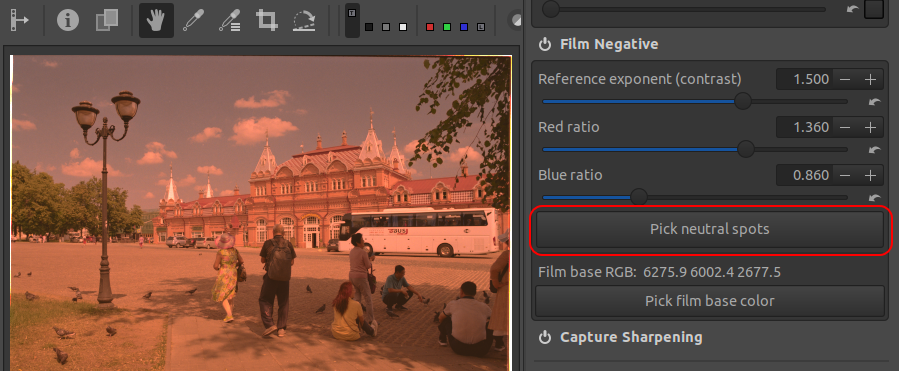 Film Negative
Reference exponent (contrast) 1.500
Red ratio 1.360
Blue ratio 0.860
Pick neutral spots
Film base RGB: 6275.9 6002.4 2677.5
Pick film base color
Capture Sharpening